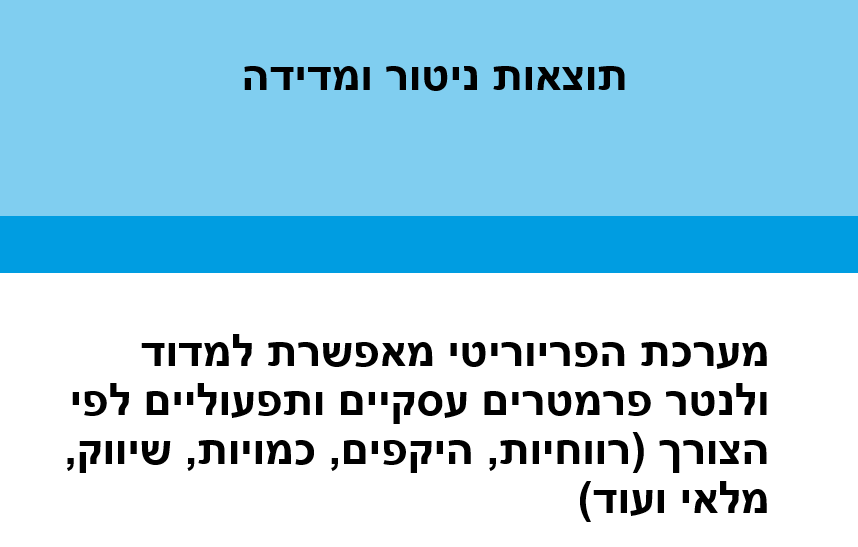 תוצאות ניטור ומדידה
מערכת הפריוריטי מאפשרת למדוד
ולנטר פרמטרים עסקיים ותפעוליים לפי
הצורך (רווחיות, היקפים, כמויות, שיווק,
מלאי ועוד)